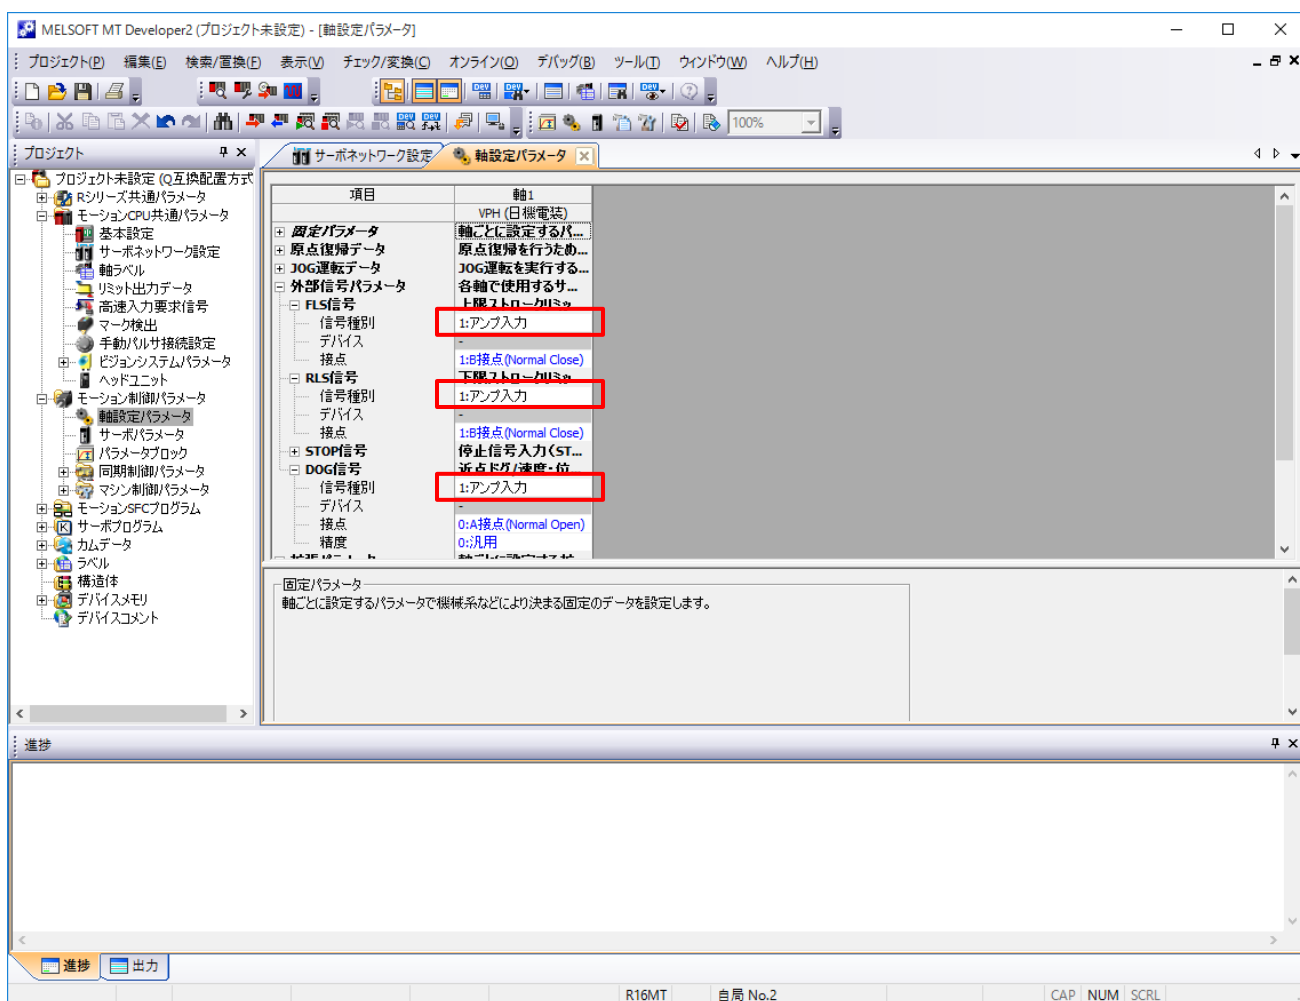 MELSOFT MT Developer2 (プロジェクト未設定) - [軸設定パラメータ]
プロジェクト(P) 編集(E) 検索/置換(F) 表示(V) チェック/変換(C) オンライン(O) デバッグ(B) ツール(T) ウィンドウ(W) ヘルプ(H)
100%
プロジェクト
サーボネットワーク設定 軸設定パラメータ
プロジェクト未設定 (Q互換配置方式
Rシリーズ共通パラメータ
モーションCPU共通パラメータ
基本設定
サーボネットワーク設定
軸ラベル
リミット出力データ
高速入力要求信号
マーク検出
手動パルサ接続設定
ビジョンシステムパラメータ
ヘッドユニット
モーション制御パラメータ
軸設定パラメータ
サーボパラメータ
パラメータブロック
同期制御パラメータ
マシン制御パラメータ
モーションSFCプログラム
サーボプログラム
カムデータ
ラベル
構造体
デバイスメモリ
デバイスコメント
項目 軸1
VPH (日機電装)
固定パラメータ 軸ごとに設定するパ...
原点復帰データ 原点復帰を行うため...
JOG運転データ JOG運転を実行する...
外部信号パラメータ 各軸で使用するサ...
FLS信号 上限ストロークリミッ...
信号種別 1:アンプ入力
デバイス -
接点 1:B接点(Normal Close)
RLS信号 下限ストロークリミッ...
信号種別 1:アンプ入力
デバイス -
接点 1:B接点(Normal Close)
STOP信号 停止信号入力(ST...
DOG信号 近点ドグ/速度・位...
信号種別 1:アンプ入力
デバイス -
接点 0:A接点(Normal Open)
精度 0:汎用
固定パラメータ
軸ごとに設定するパラメータで機械系などにより決まる固定のデータを設定します。
進捗
進捗 出力
R16MT 自局 No.2 CAP NUM SCRL